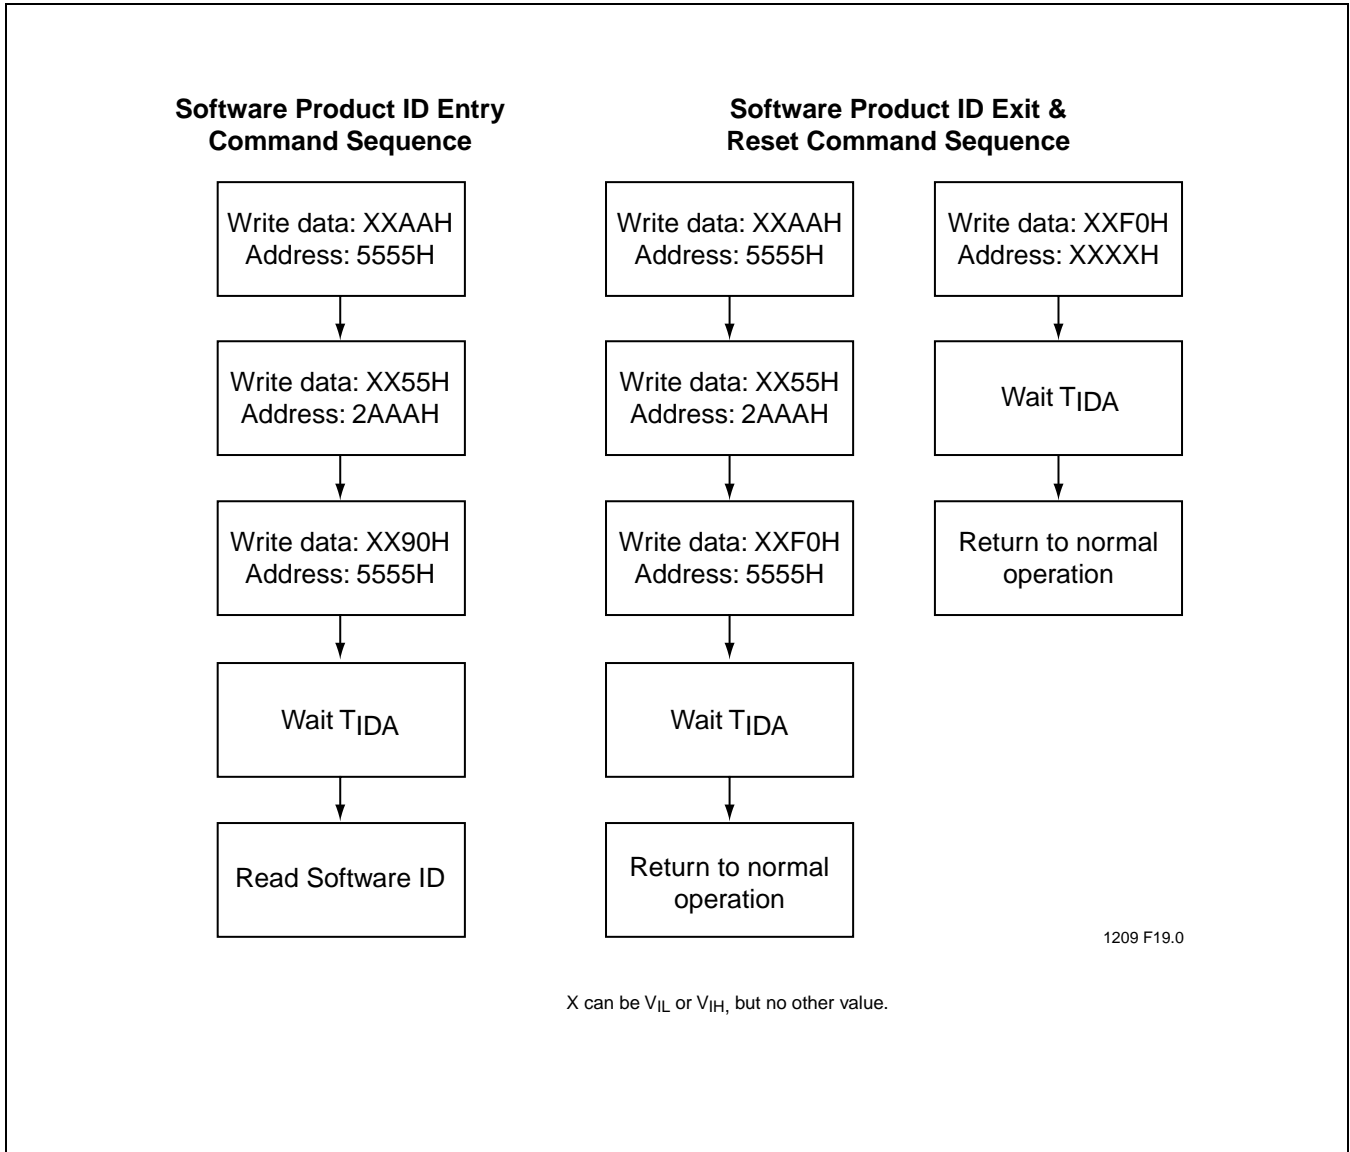 Software Product ID Entry
Command Sequence
Write data: XXAAH
Address: 5555H
Write data: XX55H
Address: 2AAAH
Write data: XX90H
Address: 5555H
Wait TIDA
Read Software ID
Software Product ID Exit &
Reset Command Sequence
Write data: XXAAH
Address: 5555H
Write data: XX55H
Address: 2AAAH
Write data: XXF0H
Address: 5555H
Wait TIDA
Return to normal
operation
Write data: XXF0H
Address: XXXXH
Wait TIDA
Return to normal
operation
1209 F19.0
X can be VIL or VIH, but no other value.